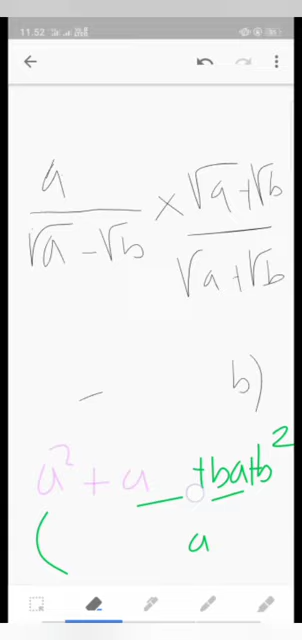 11.52
a × √a + √b
√a - √b √a + √b
- b)
a² + a + ba + b²
( a